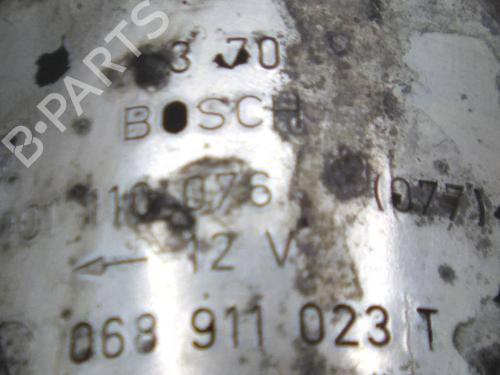 B·PARTS
3 70
BOSCH
110 076 (077)
← 12 V
068 911 023 T